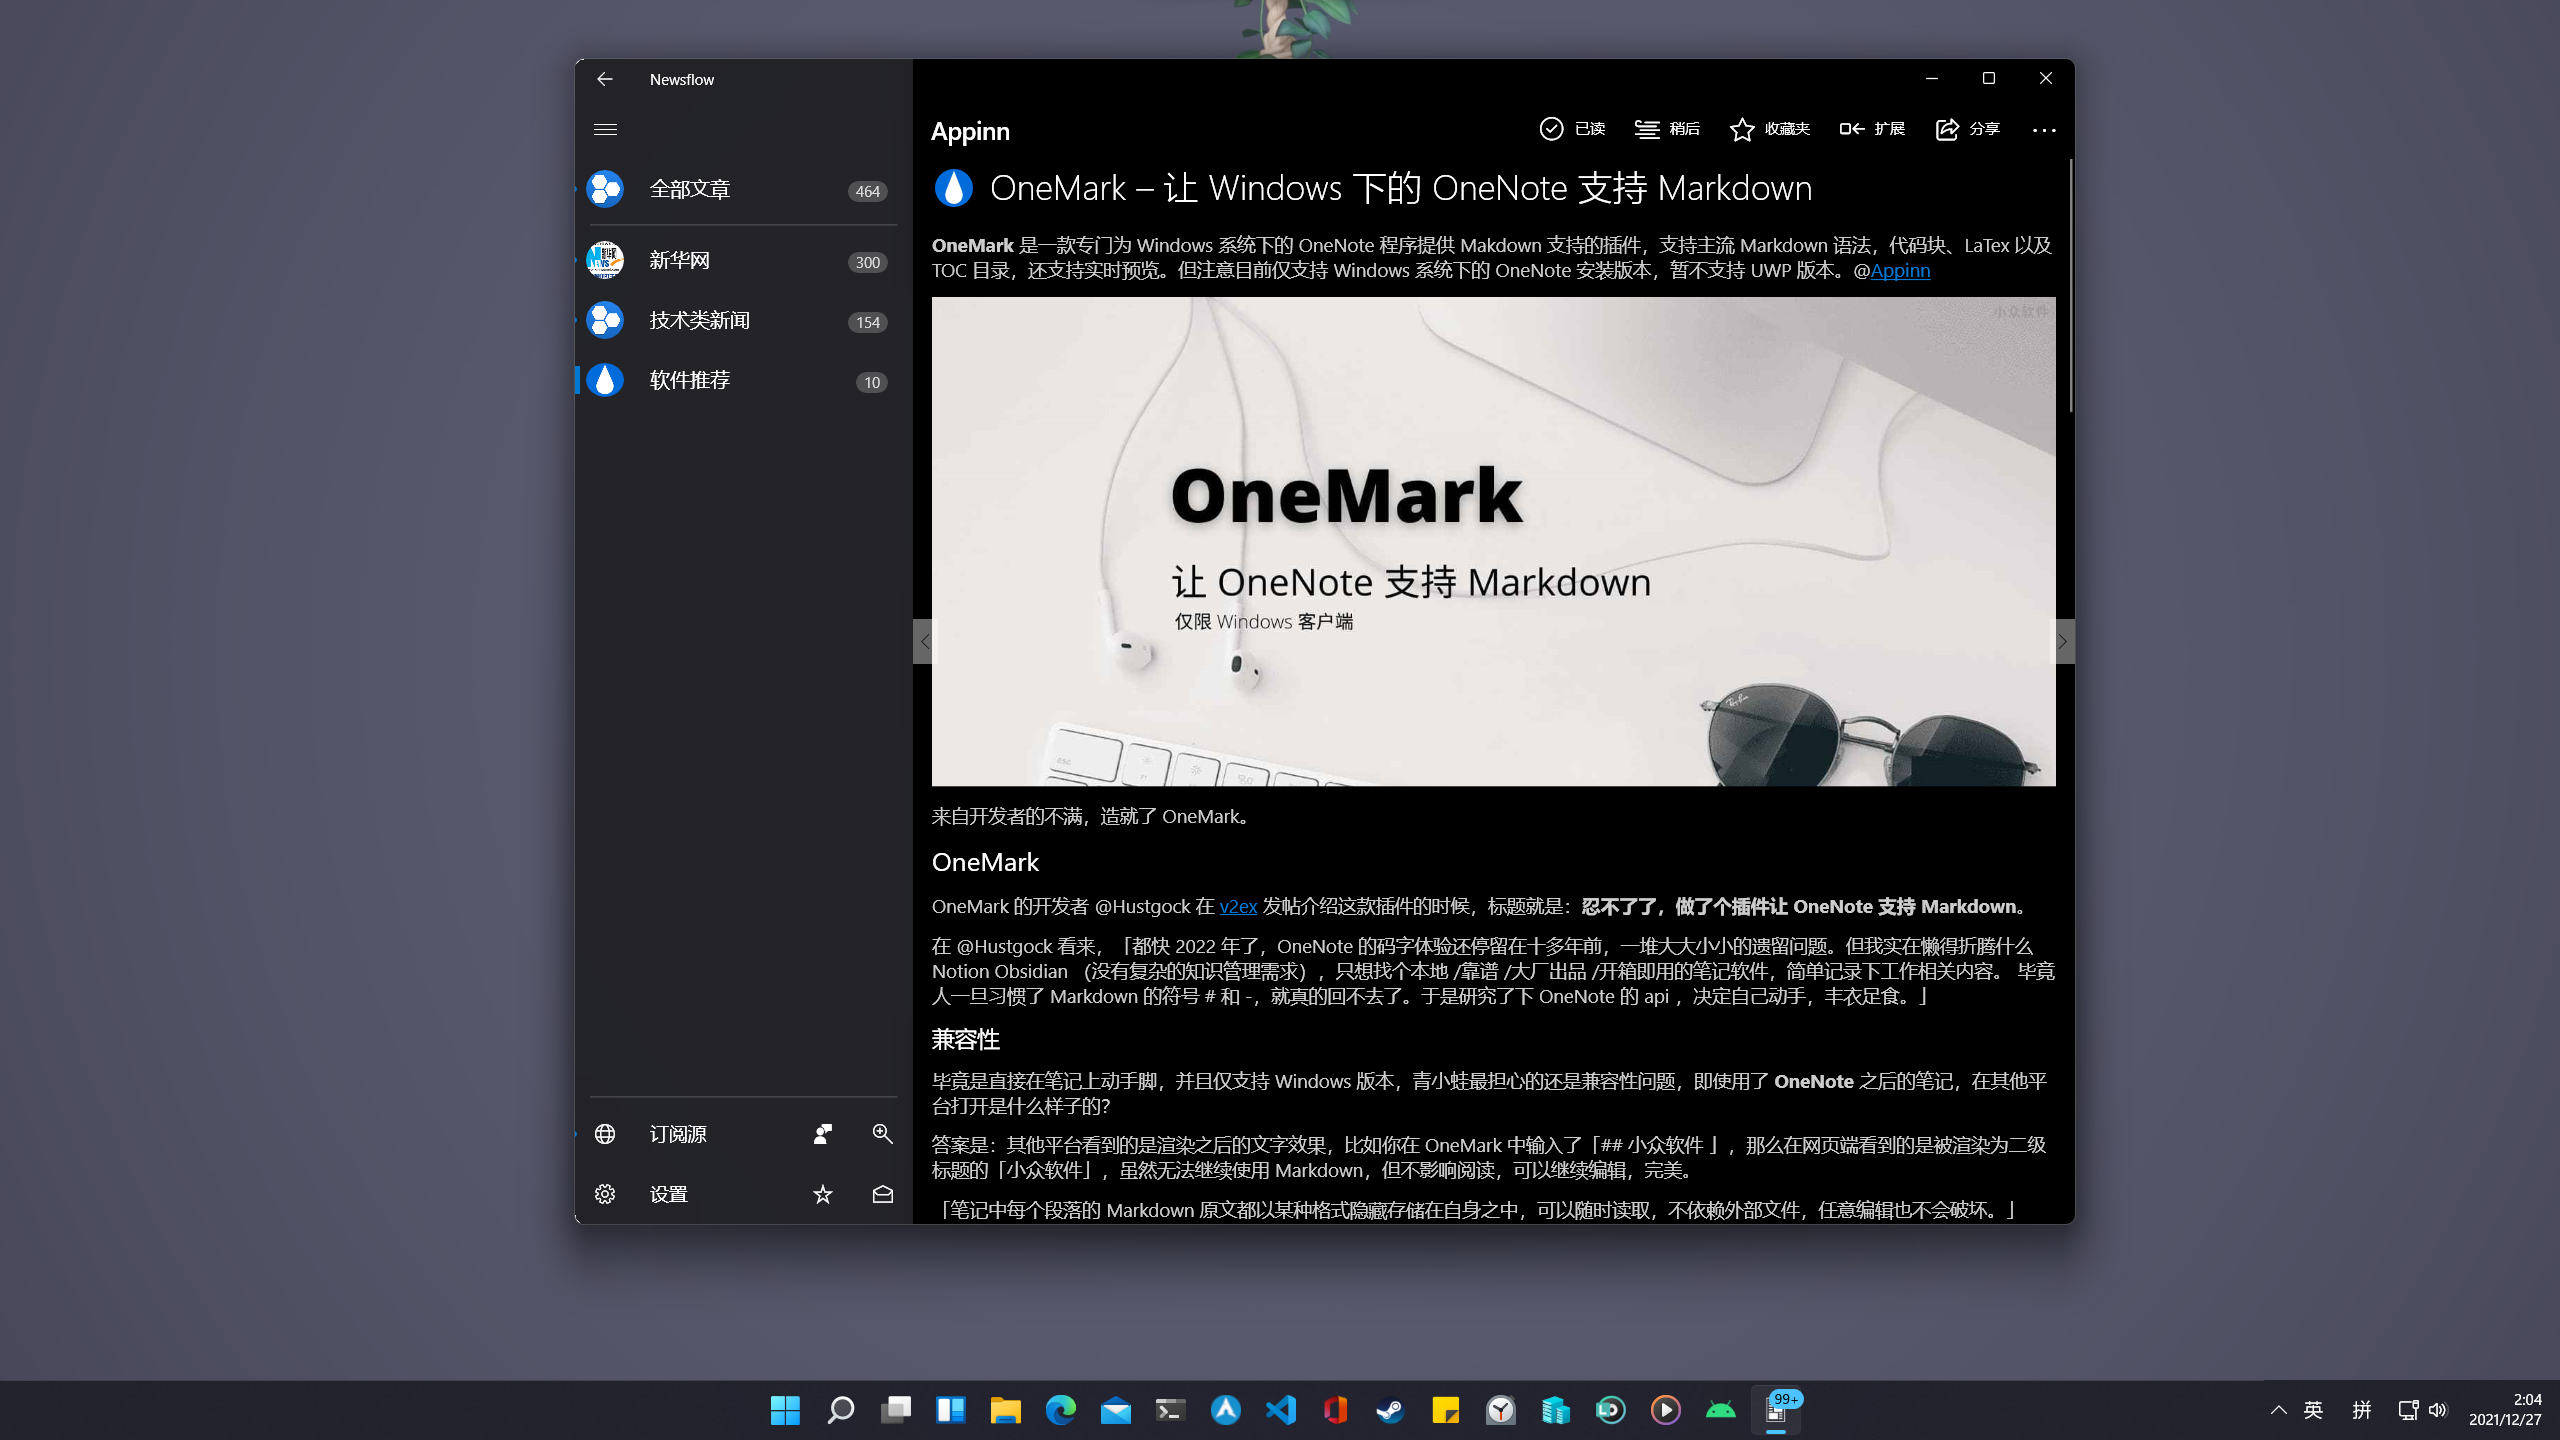 Newsflow
Appinn
已读
稍后
收藏夹
扩展
分享
全部文章
464
新华网
300
技术类新闻
154
软件推荐
10
OneMark – 让 Windows 下的 OneNote 支持 Markdown
OneMark 是一款专门为 Windows 系统下的 OneNote 程序提供 Makdown 支持的插件，支持主流 Markdown 语法，代码块、LaTex 以及
TOC 目录，还支持实时预览。但注意目前仅支持 Windows 系统下的 OneNote 安装版本，暂不支持 UWP 版本。@Appinn
小众软件
OneMark
让 OneNote 支持 Markdown
仅限 Windows 客户端
Ray-Ban
esc
来自开发者的不满，造就了 OneMark。
OneMark
OneMark 的开发者 @Hustgock 在 v2ex 发帖介绍这款插件的时候，标题就是：忍不了了，做了个插件让 OneNote 支持 Markdown。
在 @Hustgock 看来，「都快 2022 年了，OneNote 的码字体验还停留在十多年前，一堆大大小小的遗留问题。但我实在懒得折腾什么
Notion Obsidian （没有复杂的知识管理需求），只想找个本地 /靠谱 /大厂出品 /开箱即用的笔记软件，简单记录下工作相关内容。 毕竟
人一旦习惯了 Markdown 的符号 # 和 -，就真的回不去了。于是研究了下 OneNote 的 api ，决定自己动手，丰衣足食。」
兼容性
毕竟是直接在笔记上动手脚，并且仅支持 Windows 版本，青小蛙最担心的还是兼容性问题，即使用了 OneNote 之后的笔记，在其他平
台打开是什么样子的？
答案是：其他平台看到的是渲染之后的文字效果，比如你在 OneMark 中输入了「## 小众软件 」，那么在网页端看到的是被渲染为二级
标题的「小众软件」，虽然无法继续使用 Markdown，但不影响阅读，可以继续编辑，完美。
「笔记中每个段落的 Markdown 原文都以某种格式隐藏存储在自身之中，可以随时读取，不依赖外部文件，任意编辑也不会破坏。」
订阅源
设置
99+
英
拼
2:04
2021/12/27